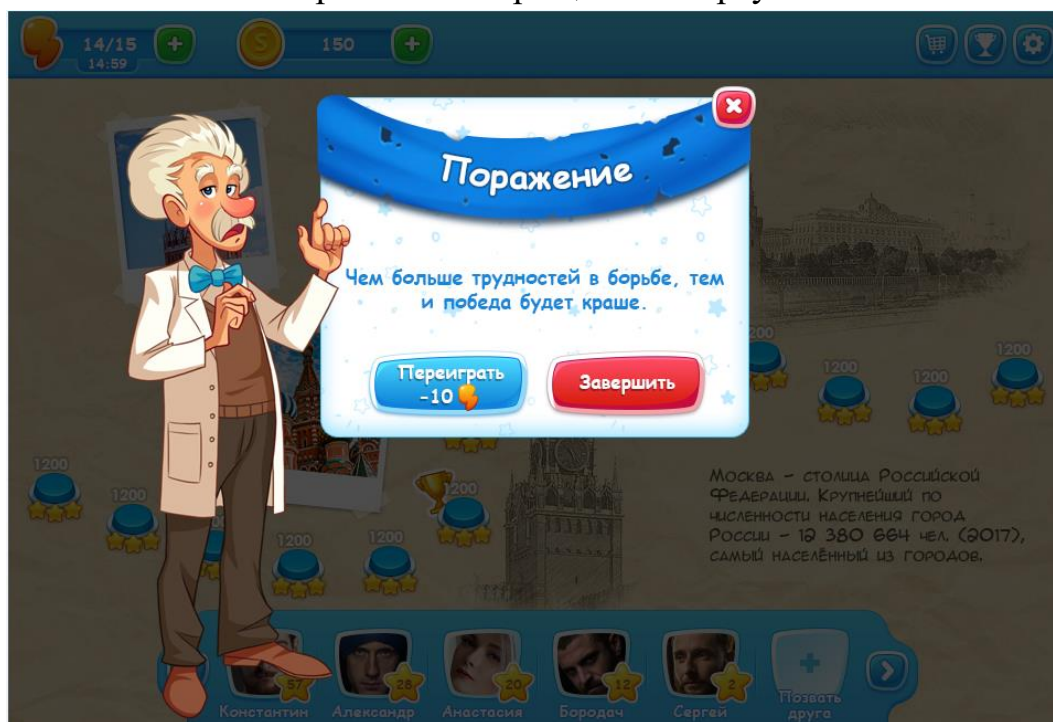 14/15
14:59
150
Поражение
Чем больше трудностей в борьбе, тем
и победа будет краше.
Переиграть
-10
Завершить
1200
1200
1200
1200
1200
1200
1200
1200
1200
Москва – столица Российской
Федерации. Крупнейший по
численности населения город
России – 12 380 664 чел. (2017),
самый населённый из городов.
57
28
20
12
2
Константин
Александр
Анастасия
Бородач
Сергей
Позвать
друга